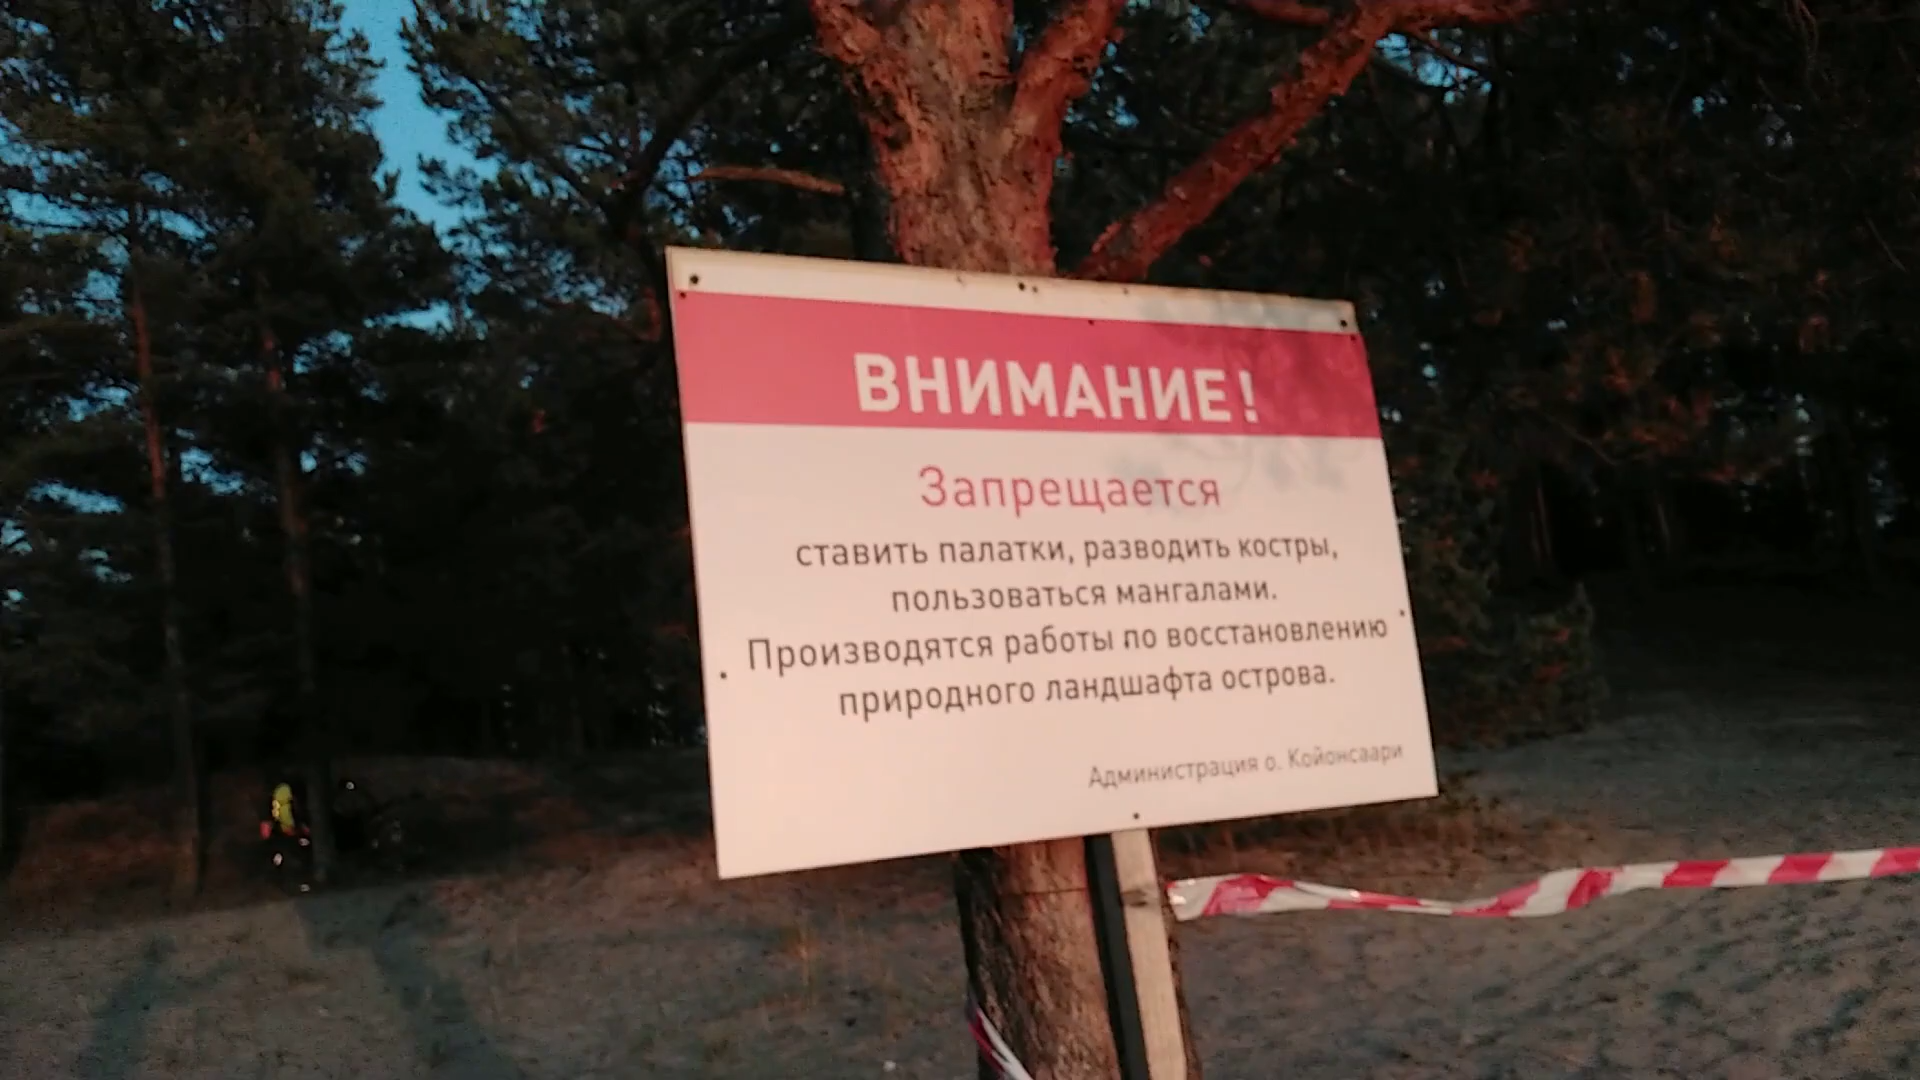 ВНИМАНИЕ!
Запрещается
ставить палатки, разводить костры,
пользоваться мангалами.
Производятся работы по восстановлению
природного ландшафта острова.
Администрация о. Койонсаари